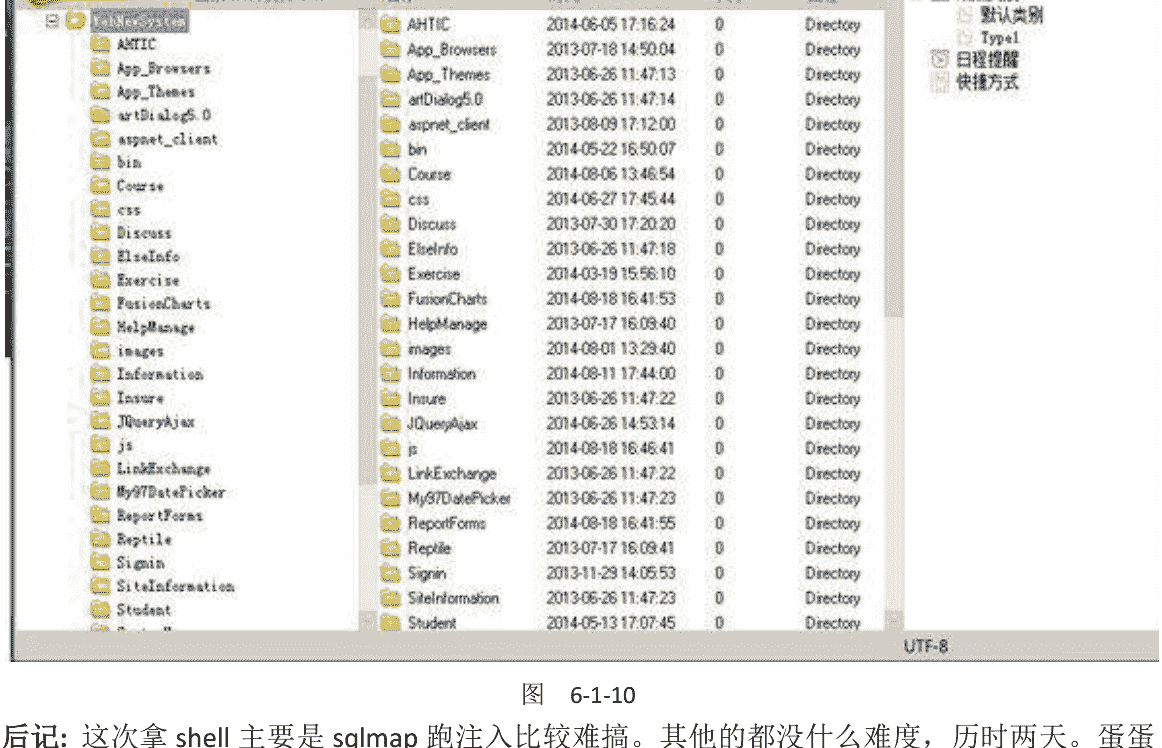 AHTIC
App_Browsers
App_Themes
artDialog5.0
aspnet_client
bin
Course
css
Discuss
ElseInfo
Exercise
FusionCharts
HelpManage
images
Information
Insure
JQueryAjax
js
LinkExchange
My97DatePicker
ReportForms
Reptile
Signin
SiteInformation
Student
AHTIC 2014-06-05 17:16:24 0 Directory
App_Browsers 2013-07-18 14:50:04 0 Directory
App_Themes 2013-06-26 11:47:13 0 Directory
artDialog5.0 2013-06-26 11:47:14 0 Directory
aspnet_client 2013-08-09 17:12:00 0 Directory
bin 2014-05-22 16:50:07 0 Directory
Course 2014-08-06 13:46:54 0 Directory
css 2014-06-27 17:45:44 0 Directory
Discuss 2013-07-30 17:20:20 0 Directory
ElseInfo 2013-06-26 11:47:18 0 Directory
Exercise 2014-03-19 15:56:10 0 Directory
FusionCharts 2014-08-18 16:41:53 0 Directory
HelpManage 2013-07-17 16:09:40 0 Directory
images 2014-08-01 13:29:40 0 Directory
Information 2014-08-11 17:44:00 0 Directory
Insure 2013-06-26 11:47:22 0 Directory
JQueryAjax 2014-06-26 14:53:14 0 Directory
js 2014-08-18 16:46:41 0 Directory
LinkExchange 2013-06-26 11:47:22 0 Directory
My97DatePicker 2013-06-26 11:47:23 0 Directory
ReportForms 2014-08-18 16:41:55 0 Directory
Reptile 2013-07-17 16:09:41 0 Directory
Signin 2013-11-29 14:05:53 0 Directory
SiteInformation 2013-06-26 11:47:23 0 Directory
Student 2014-05-13 17:07:45 0 Directory
默认类别
Type1
日程提醒
快捷方式
UTF-8
图 6-1-10
后记: 这次拿 shell 主要是 sqlmap 跑注入比较难搞。其他的都没什么难度，历时两天。蛋蛋